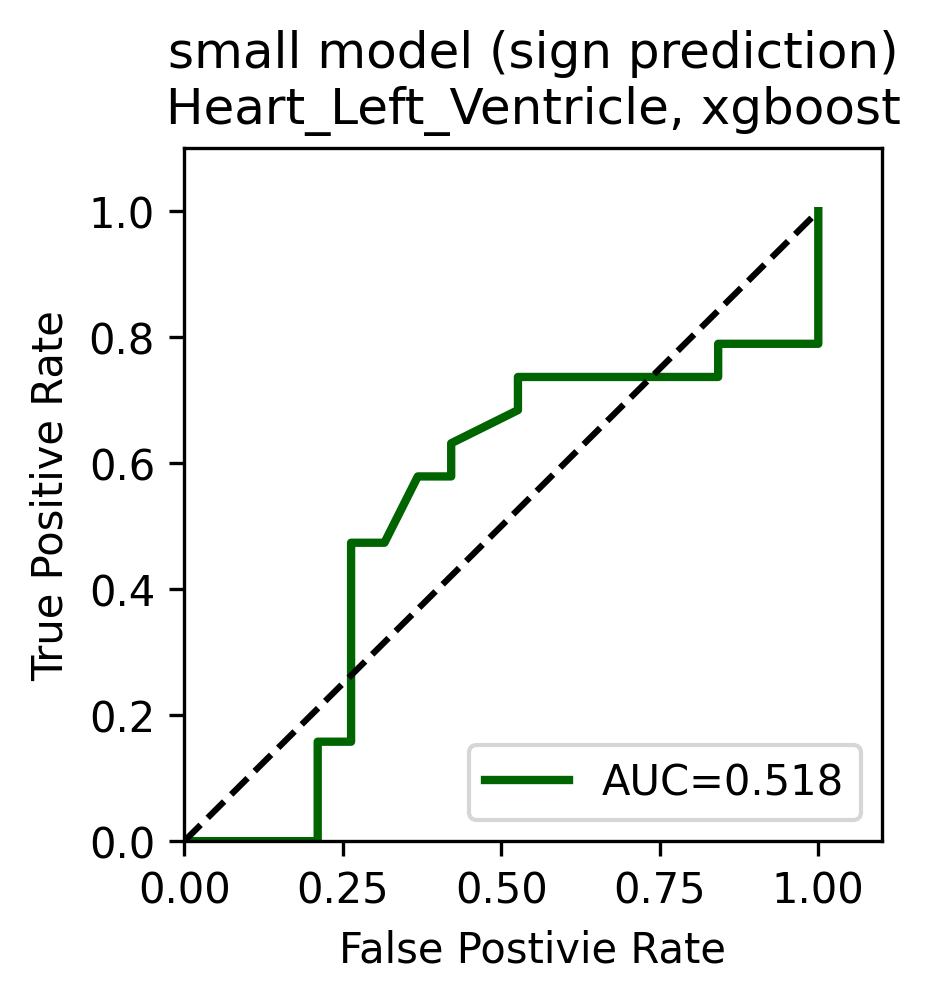 small model (sign prediction)
Heart_Left_Ventricle, xgboost
1.0
0.8
0.6
0.4
0.2
0.0
True Positive Rate
AUC=0.518
0.00 0.25 0.50 0.75 1.00
False Postivie Rate